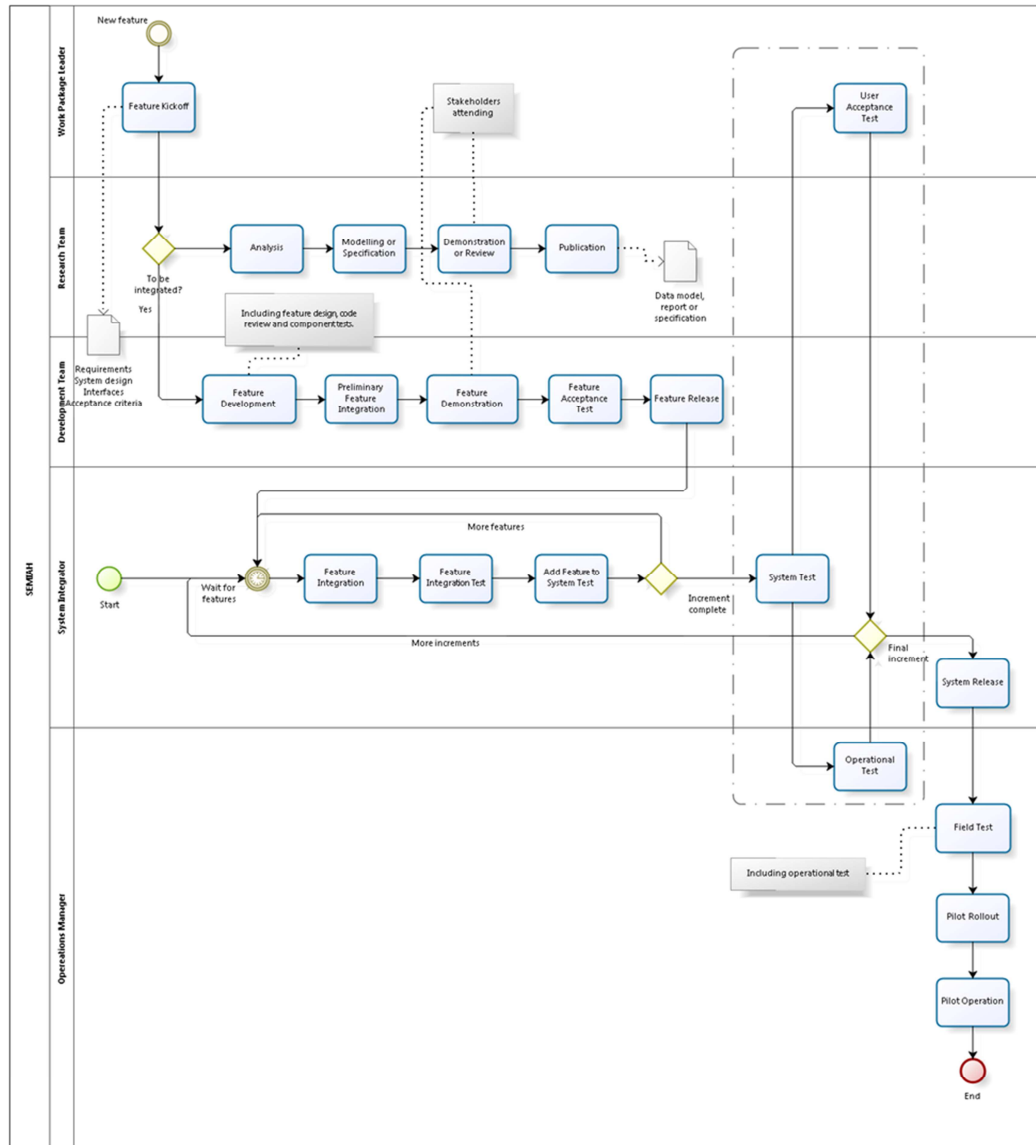 SEMIAH
Work Package Leader
New feature
Feature Kickoff
Stakeholders
attending
User
Acceptance
Test
Research Team
To be
integrated?
Yes
Analysis
Modelling or
Specification
Demonstration
or Review
Publication
Data model,
report or
specification
Including feature design, code
review and component tests.
Requirements
System design
Interfaces
Acceptance criteria
Development Team
Feature
Development
Preliminary
Feature
Integration
Feature
Demonstration
Feature
Acceptance
Test
Feature Release
System Integrator
More features
Start
Wait for
features
Feature
Integration
Feature
Integration Test
Add Feature to
System Test
Increment
complete
System Test
More increments
Final
increment
System Release
Opereations Manager
Operational
Test
Field Test
Including operational test
Pilot Rollout
Pilot Operation
End